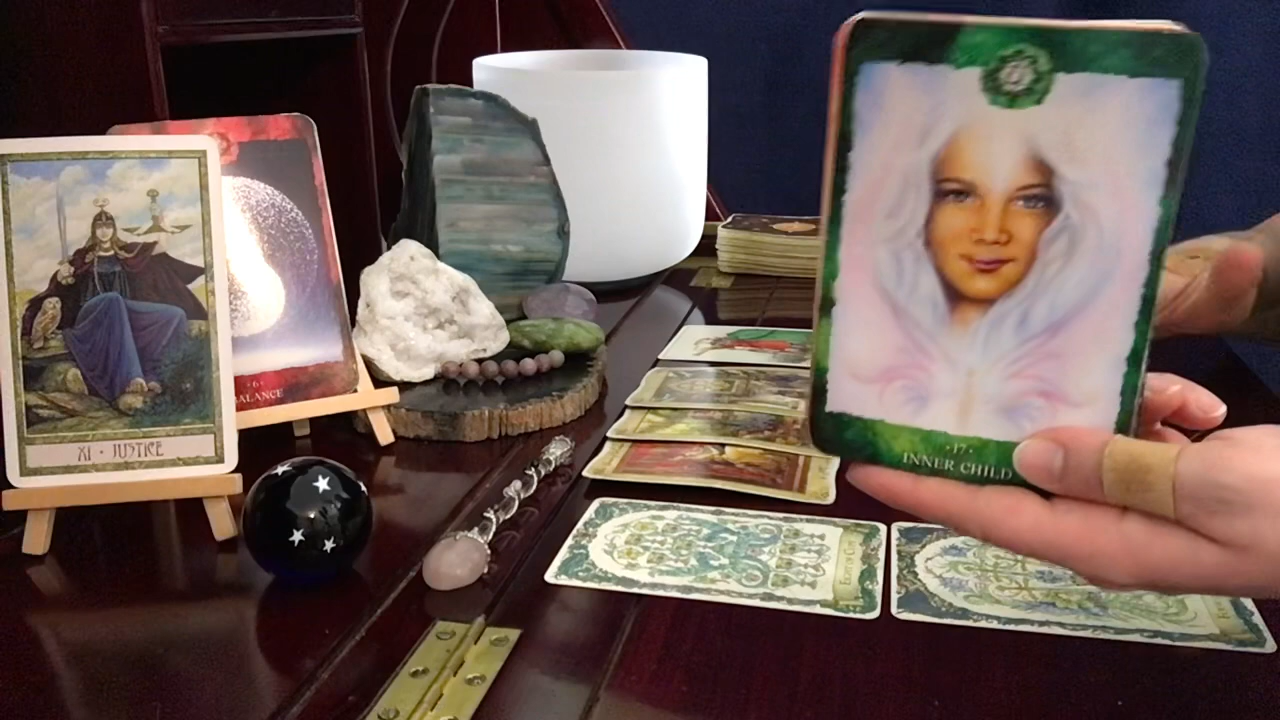 XI · JUSTICE
·6·
BALANCE
·17·
INNER CHILD